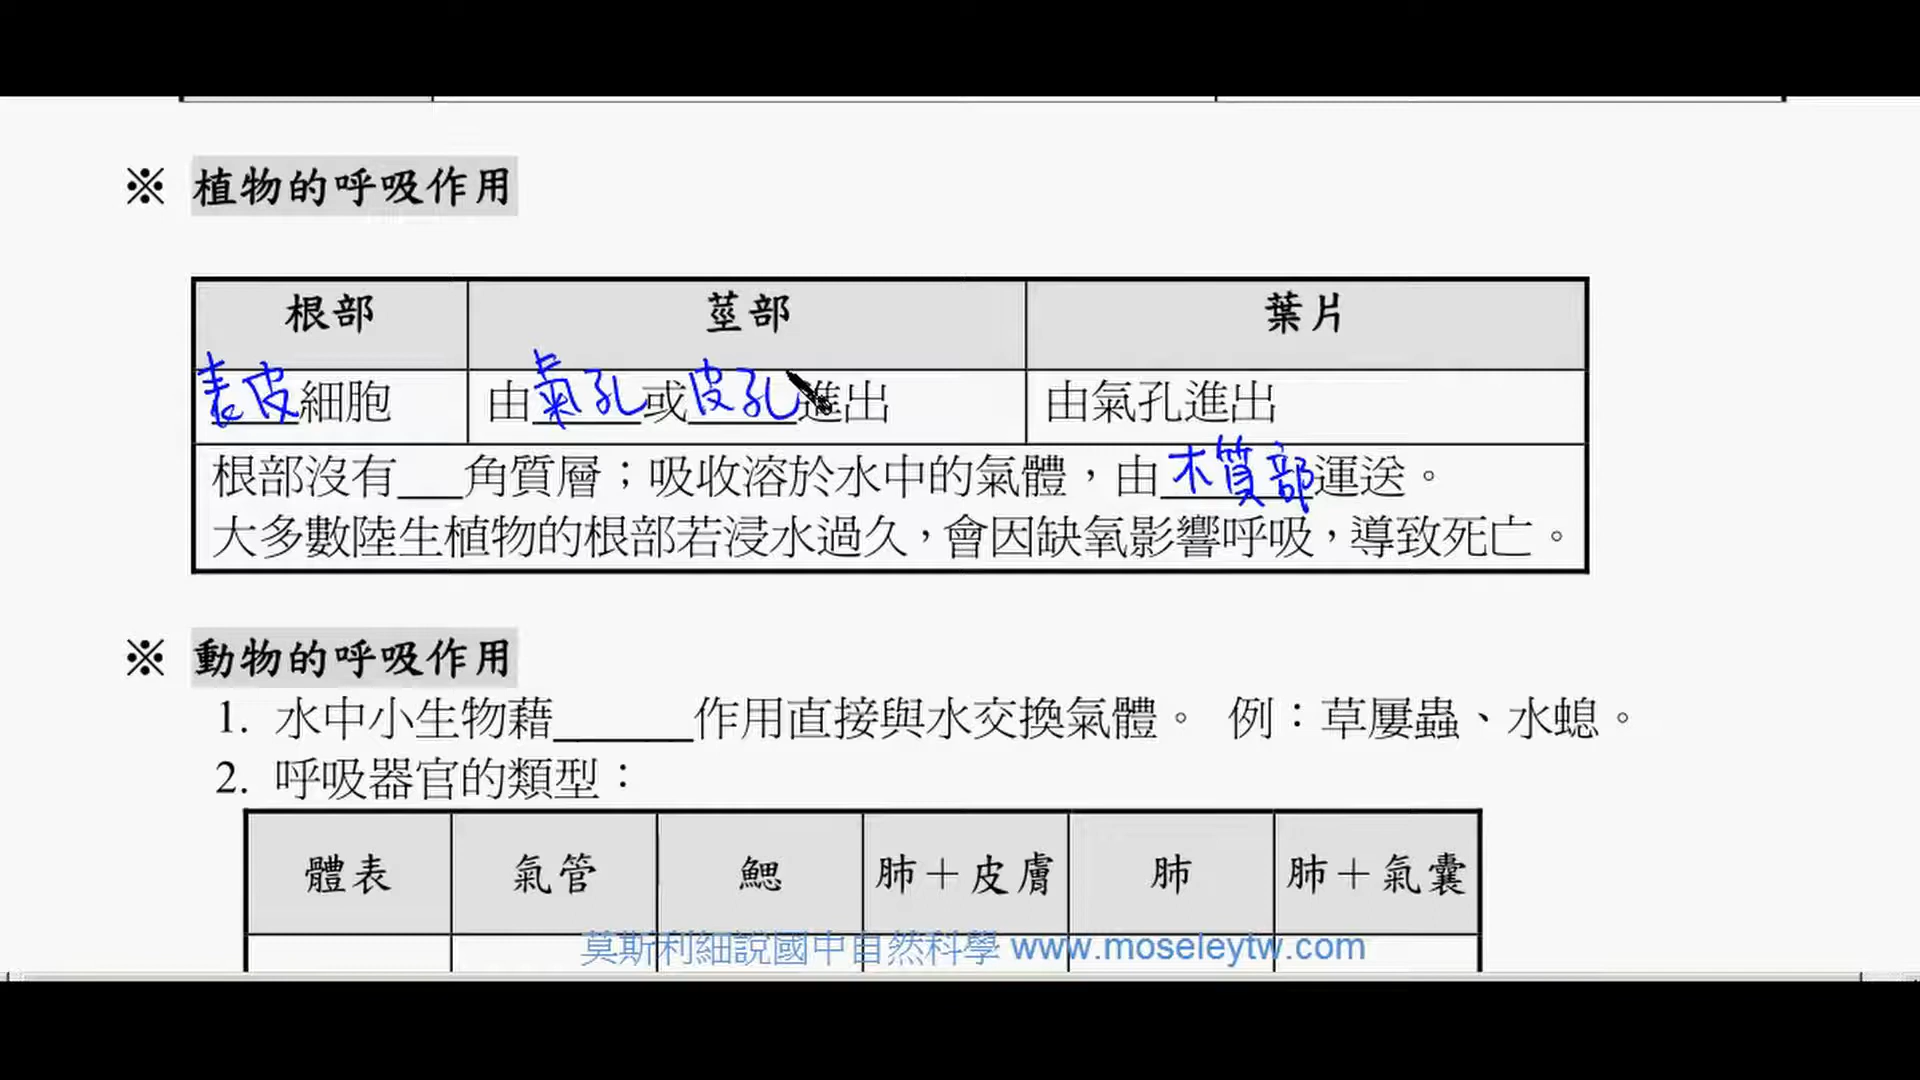 ※ 植物的呼吸作用
根部 莖部 葉片
表皮細胞 由氣孔或皮孔進出 由氣孔進出
根部沒有___角質層；吸收溶於水中的氣體，由木質部運送。
大多數陸生植物的根部若浸水過久，會因缺氧影響呼吸，導致死亡。
※ 動物的呼吸作用
1. 水中小生物藉______作用直接與水交換氣體。 例：草履蟲、水螅。
2. 呼吸器官的類型：
體表 氣管 鰓 肺＋皮膚 肺 肺＋氣囊
莫斯利細說國中自然科學 www.moseleytw.com